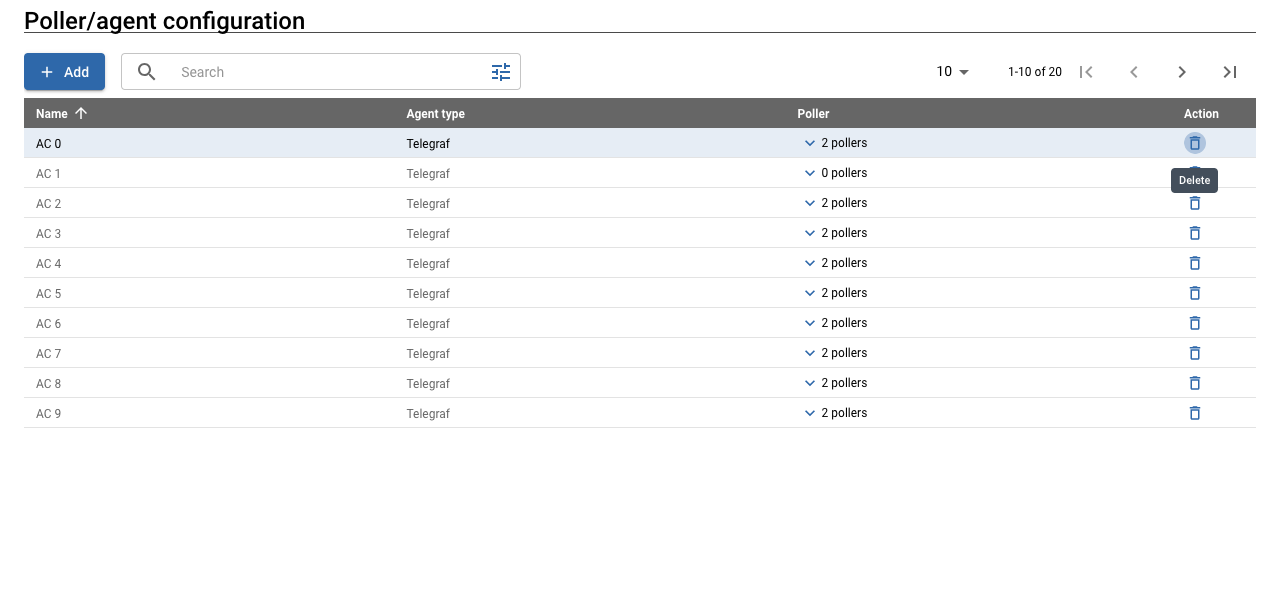 Poller/agent configuration
Add
Search
10
1-10 of 20
Name Agent type Poller Action
AC 0 Telegraf 2 pollers
AC 1 Telegraf 0 pollers
Delete
AC 2 Telegraf 2 pollers
AC 3 Telegraf 2 pollers
AC 4 Telegraf 2 pollers
AC 5 Telegraf 2 pollers
AC 6 Telegraf 2 pollers
AC 7 Telegraf 2 pollers
AC 8 Telegraf 2 pollers
AC 9 Telegraf 2 pollers